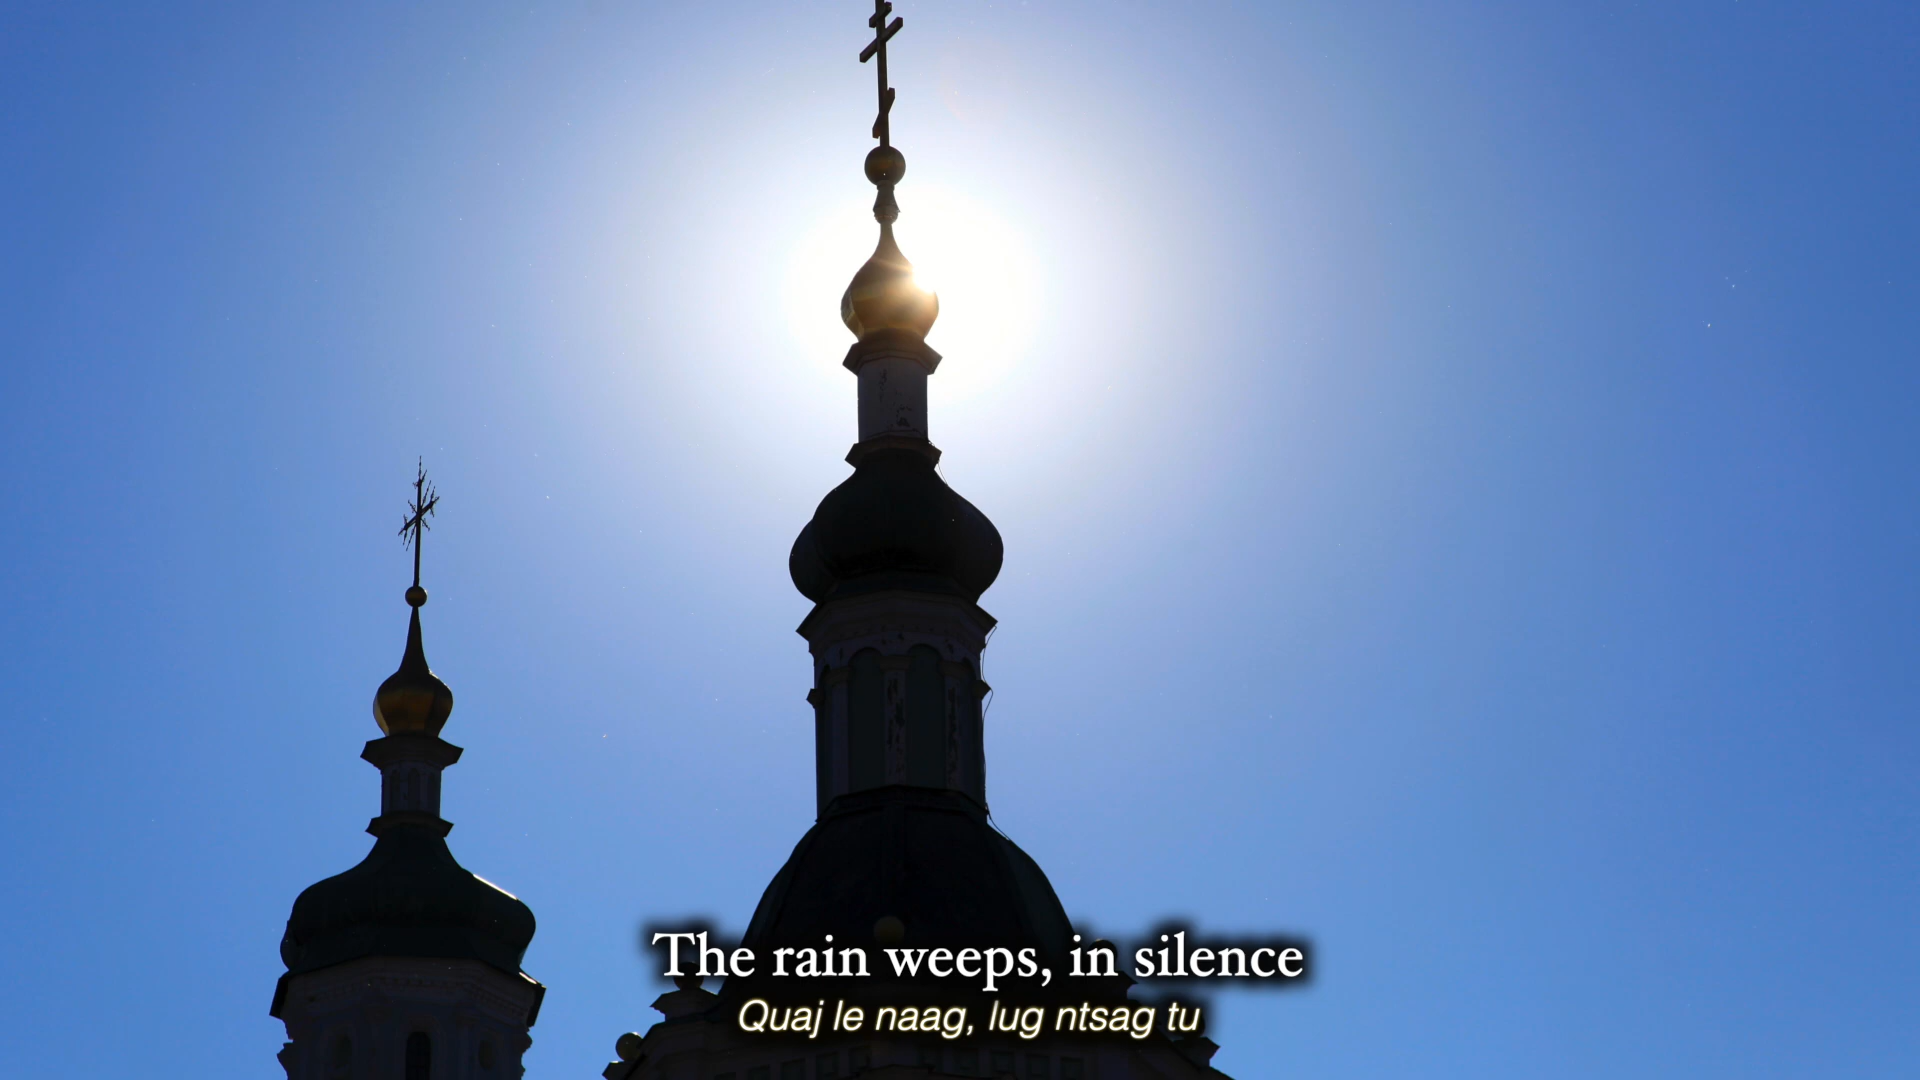 The rain weeps, in silence
Quaj le naag, lug ntsag tu